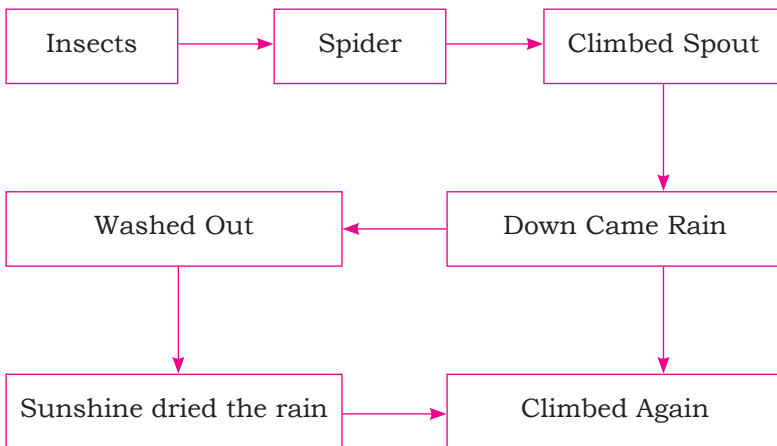 Insects
Spider
Climbed Spout
Washed Out
Down Came Rain
Sunshine dried the rain
Climbed Again